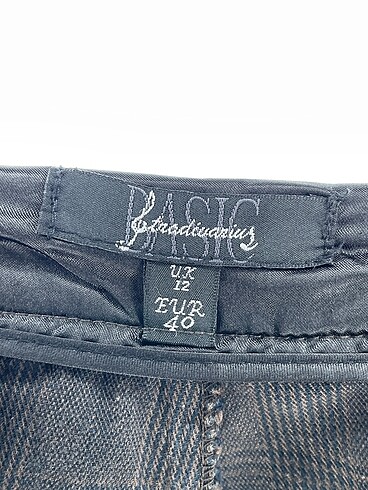 BASIC
Stradivarius
UK
12
EUR
40